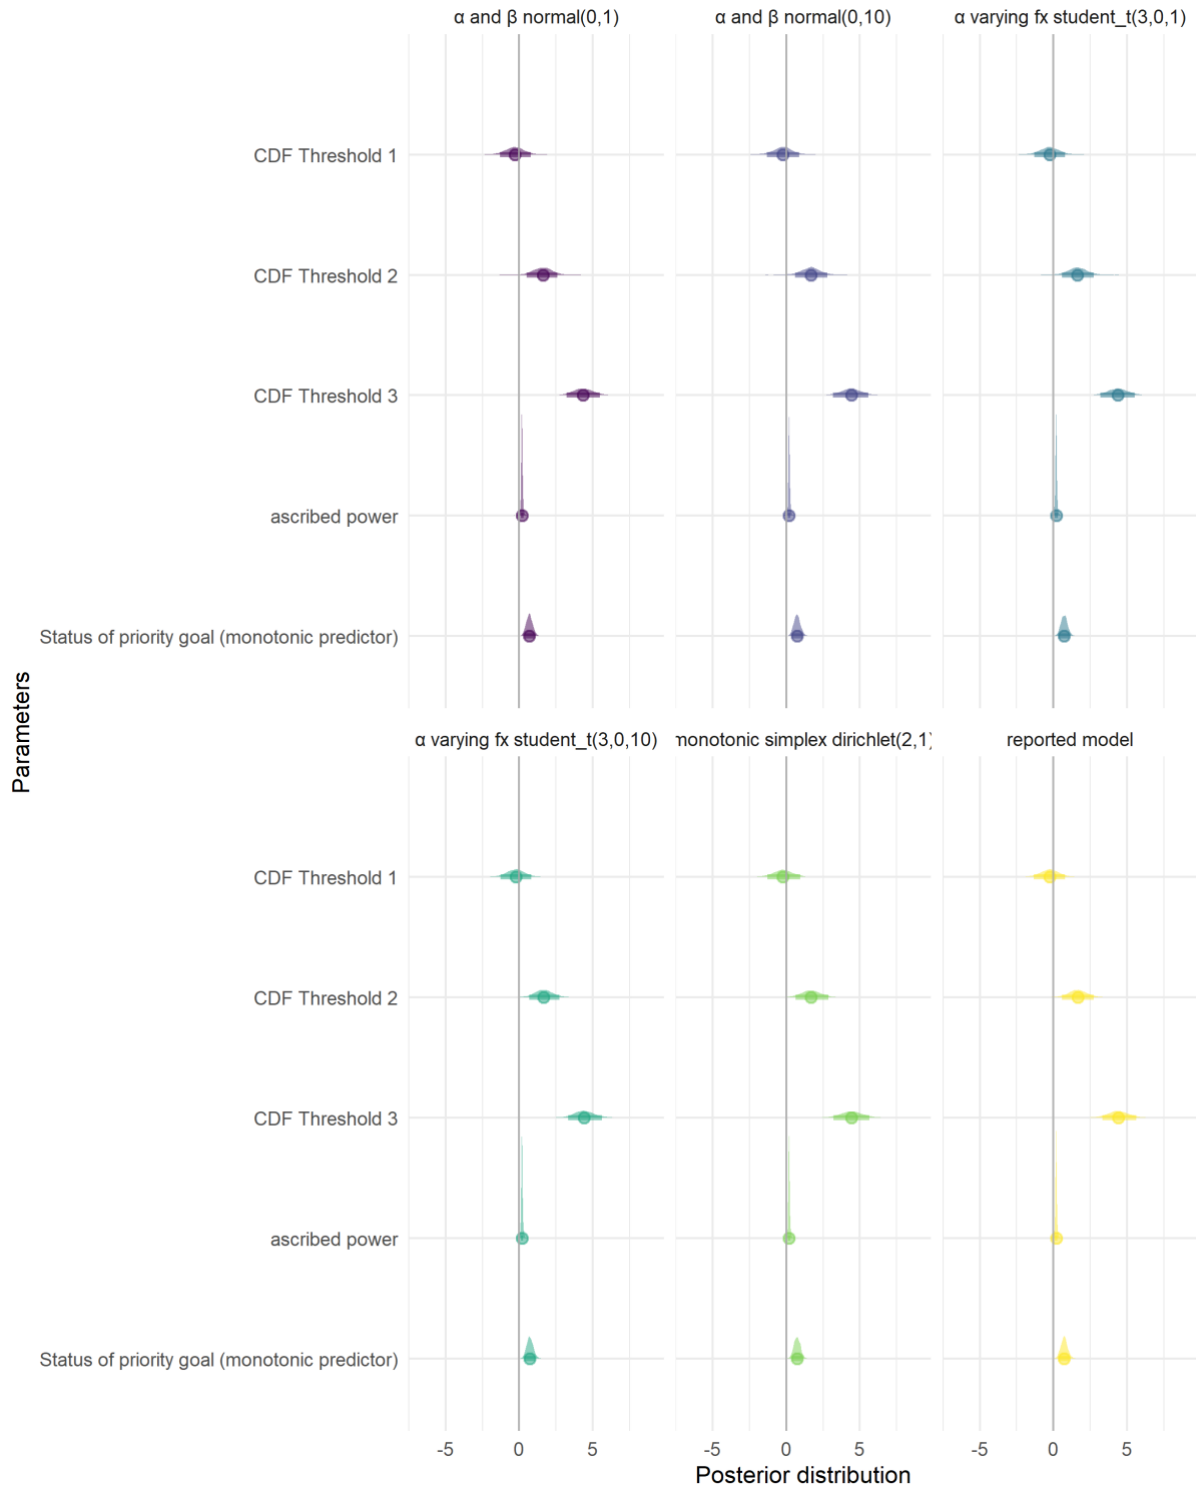 α and β normal(0,1)
α and β normal(0,10)
α varying fx student_t(3,0,1)
CDF Threshold 1
CDF Threshold 2
CDF Threshold 3
ascribed power
Status of priority goal (monotonic predictor)
Parameters
α varying fx student_t(3,0,10)
monotonic simplex dirichlet(2,1)
reported model
CDF Threshold 1
CDF Threshold 2
CDF Threshold 3
ascribed power
Status of priority goal (monotonic predictor)
-5 0 5
-5 0 5
-5 0 5
Posterior distribution